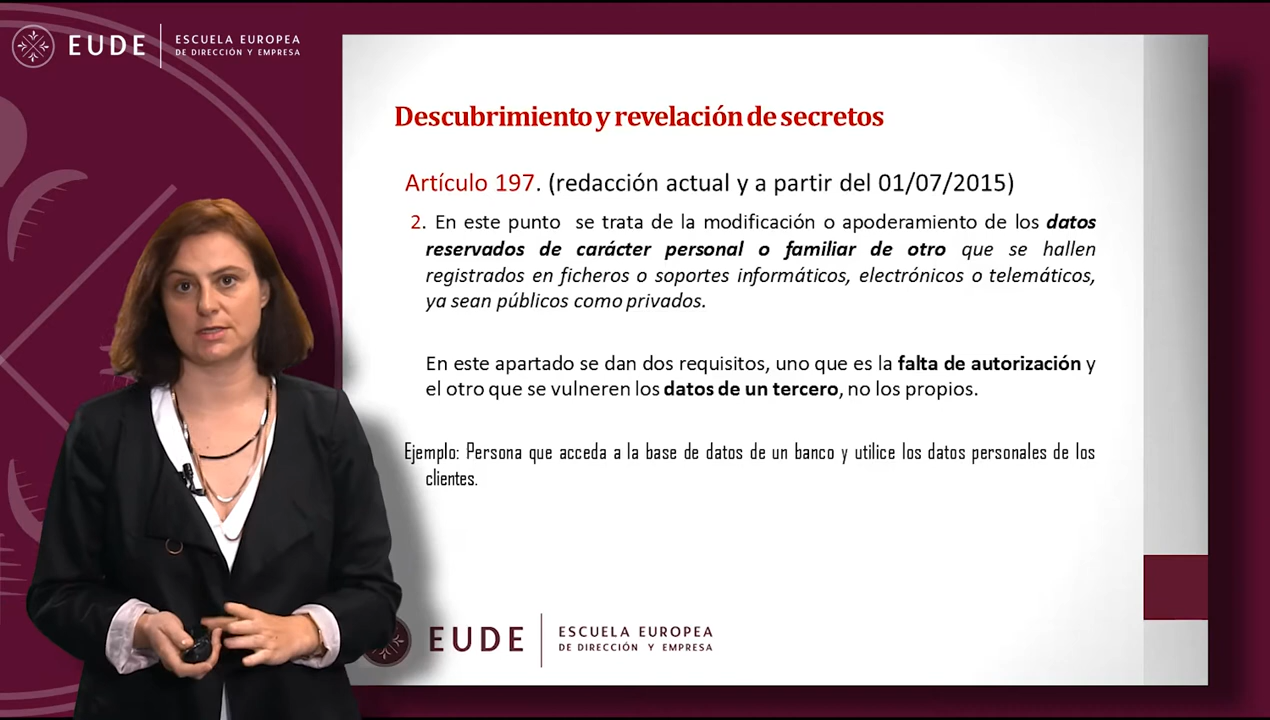 EUDE
ESCUELA EUROPEA
DE DIRECCIÓN Y EMPRESA
Descubrimiento y revelación de secretos
Artículo 197. (redacción actual y a partir del 01/07/2015)
2. En este punto se trata de la modificación o apoderamiento de los datos
reservados de carácter personal o familiar de otro que se hallen
registrados en ficheros o soportes informáticos, electrónicos o telemáticos,
ya sean públicos como privados.
En este apartado se dan dos requisitos, uno que es la falta de autorización y
el otro que se vulneren los datos de un tercero, no los propios.
Ejemplo: Persona que acceda a la base de datos de un banco y utilice los datos personales de los
clientes.
EUDE
ESCUELA EUROPEA
DE DIRECCIÓN Y EMPRESA